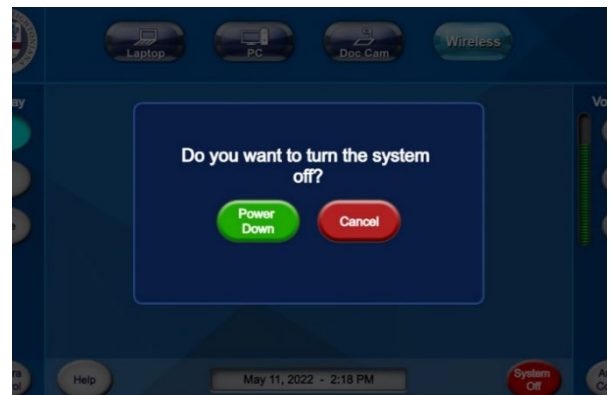 Laptop
PC
Doc Cam
Wireless
Do you want to turn the system
off?
Power
Down
Cancel
Help
May 11, 2022 - 2:18 PM
System
Off